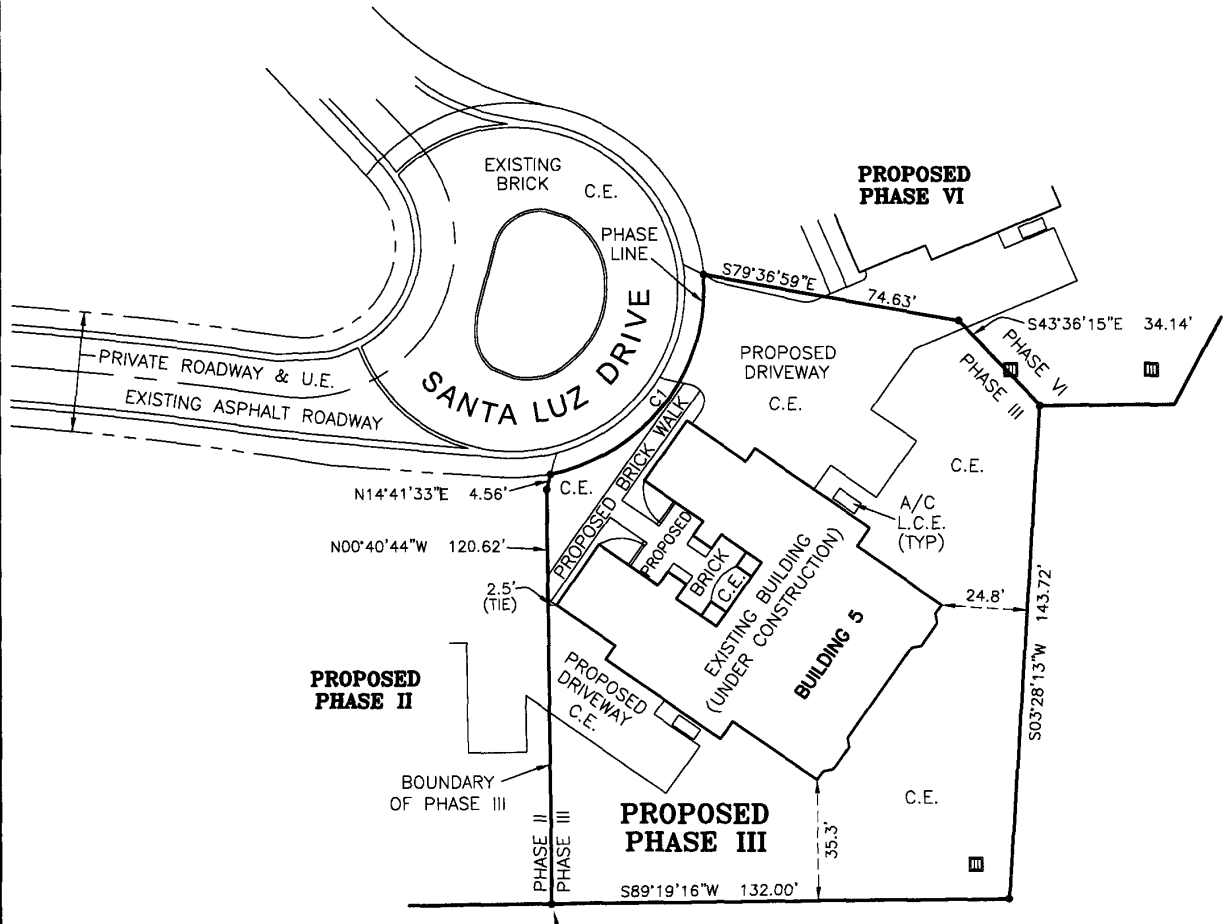 PROPOSED
PHASE VI
EXISTING
BRICK
C.E.
PHASE
LINE
SANTA LUZ DRIVE
S79°36'59"E
74.63'
S43°36'15"E 34.14'
PHASE VI
PHASE III
PRIVATE ROADWAY & U.E.
EXISTING ASPHALT ROADWAY
PROPOSED
DRIVEWAY
C.E.
C1
PROPOSED BRICK WALK
N14°41'33"E 4.56'
C.E.
C.E.
A/C
L.C.E.
(TYP)
N00°40'44"W 120.62'
PROPOSED
BRICK
C.E.
2.5'
(TIE)
24.8'
S03°28'13"W 143.72'
EXISTING BUILDING
(UNDER CONSTRUCTION)
BUILDING 5
PROPOSED
PHASE II
PROPOSED
DRIVEWAY
C.E.
BOUNDARY
OF PHASE III
C.E.
PROPOSED
PHASE III
35.3'
PHASE II
PHASE III
S89°19'16"W 132.00'